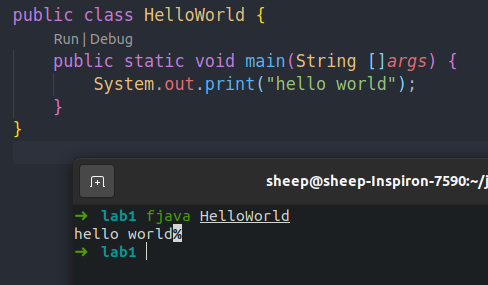 public class HelloWorld {
Run | Debug
public static void main(String []args) {
System.out.print("hello world");
}
}
sheep@sheep-Inspiron-7590:~/j
➜ lab1 fjava HelloWorld
hello world%
➜ lab1